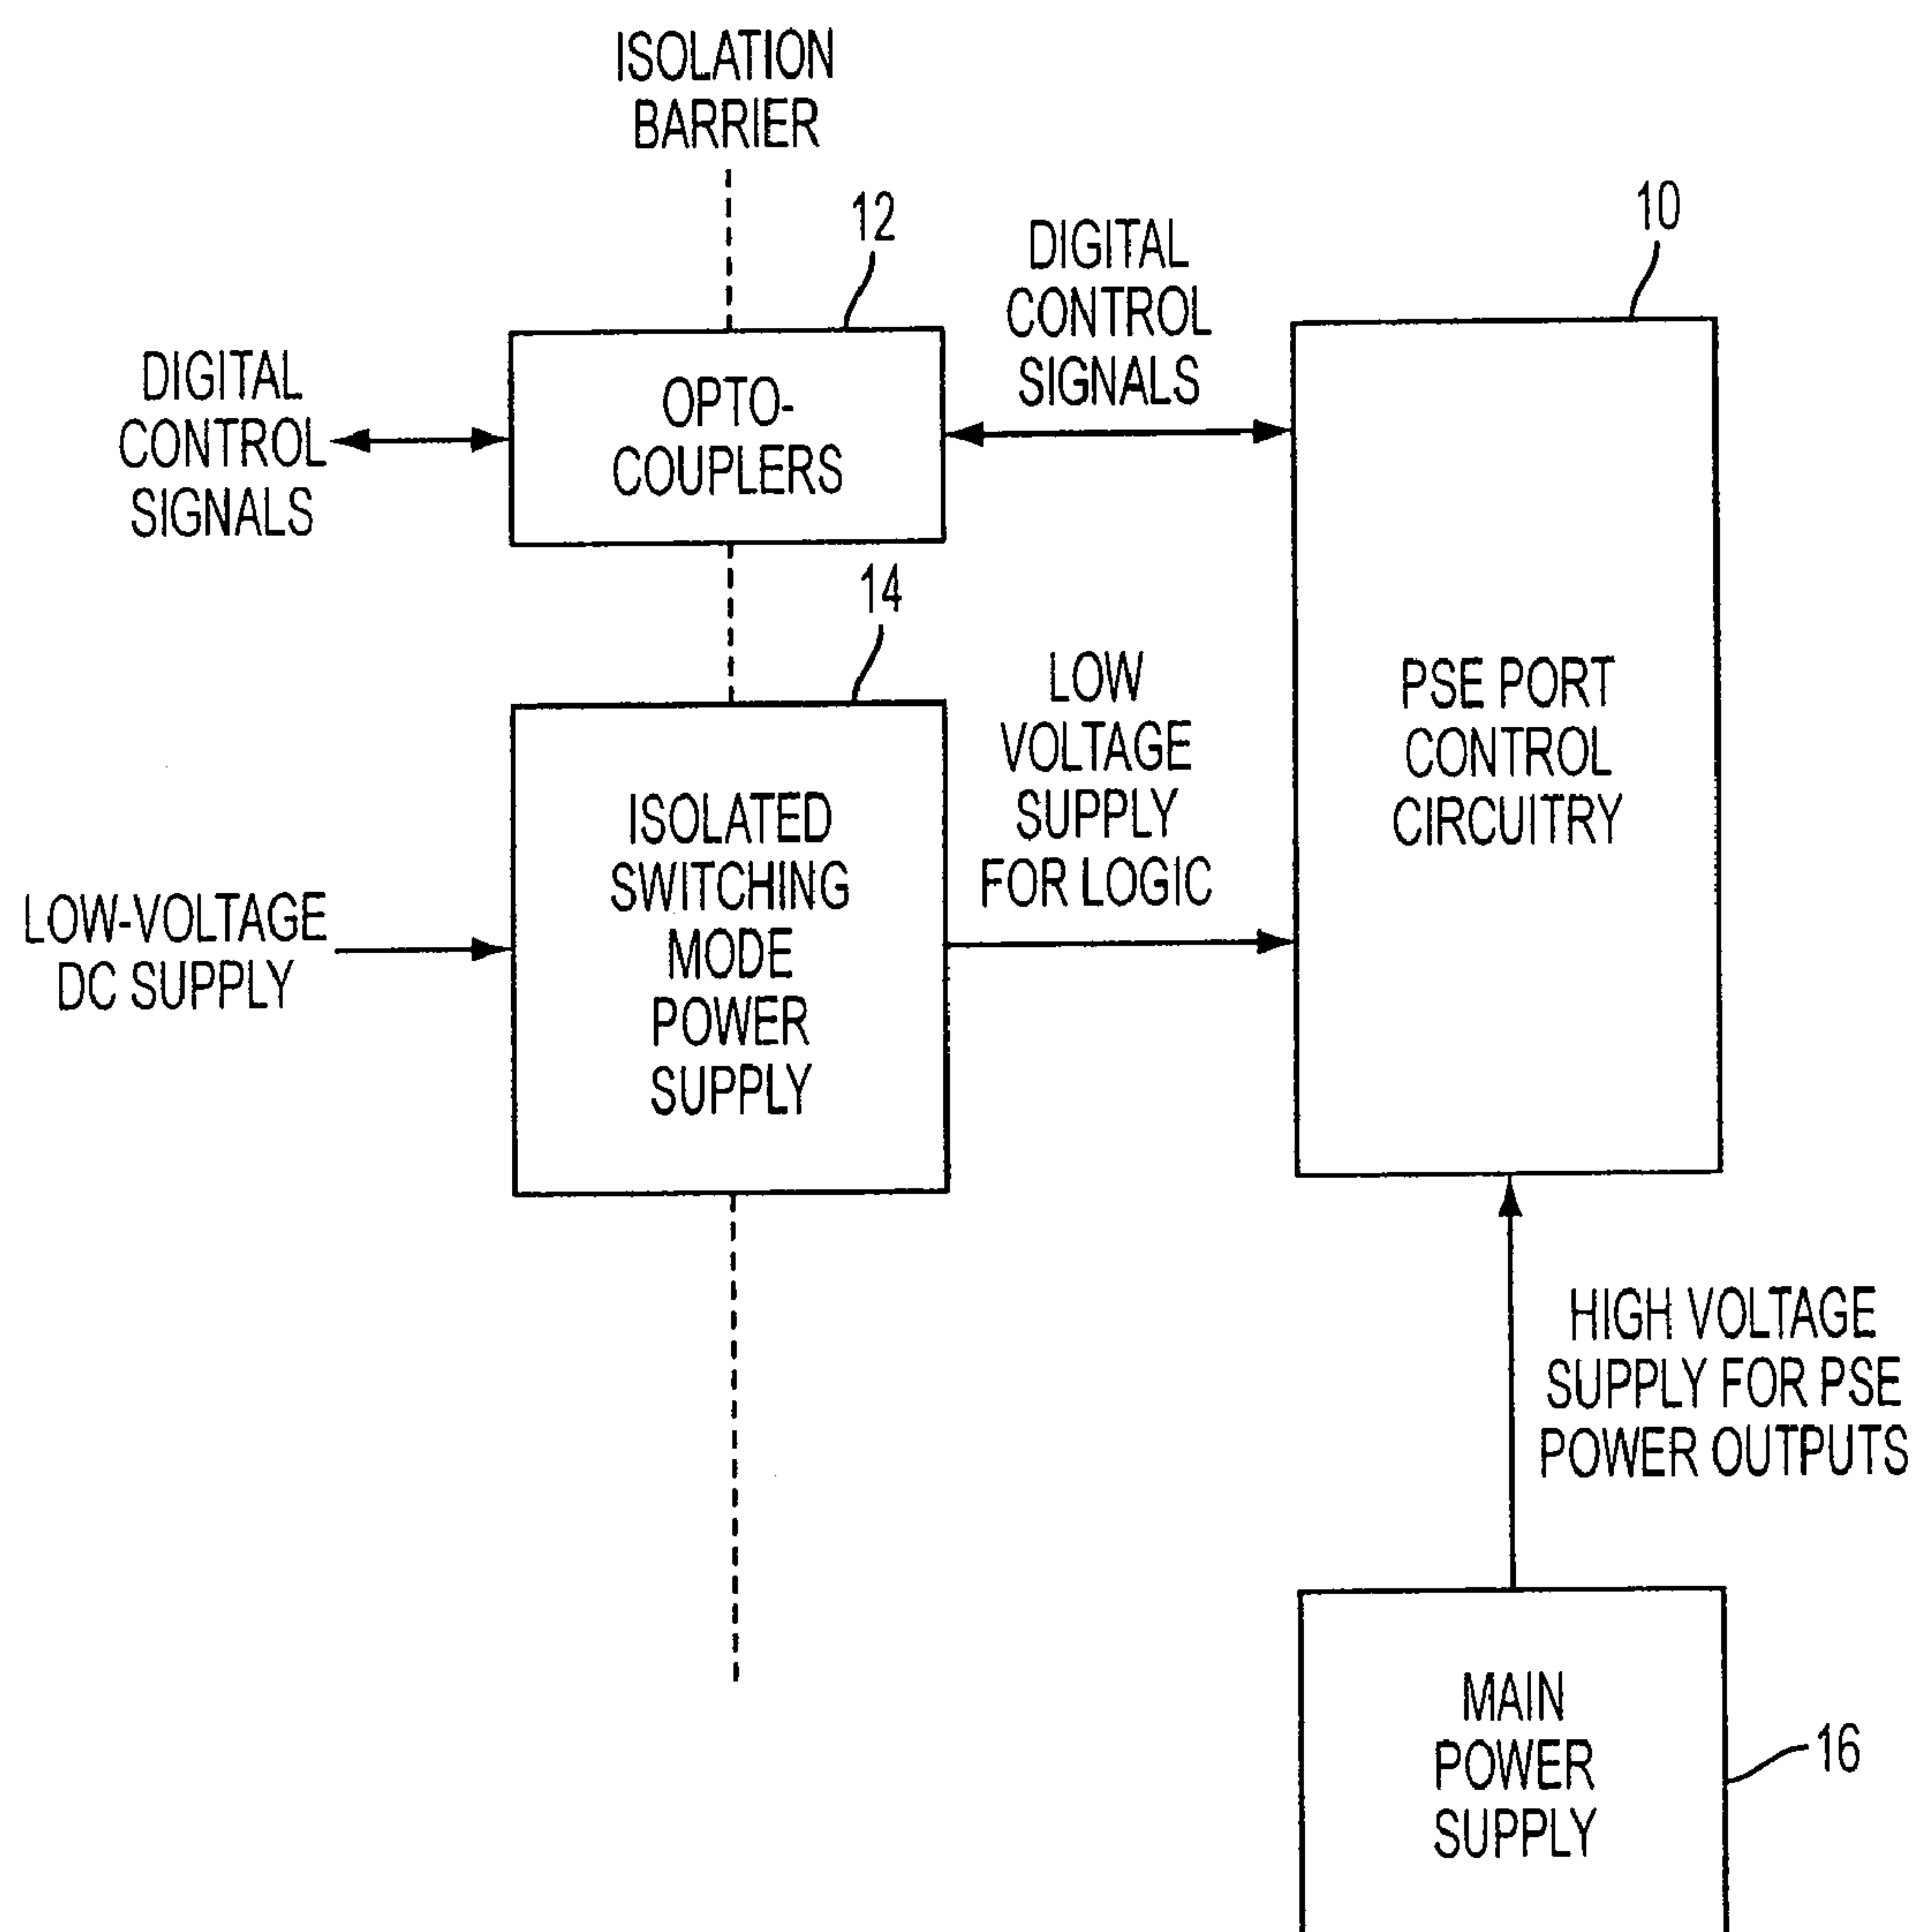 ISOLATION
BARRIER
12
10
DIGITAL
CONTROL
SIGNALS
DIGITAL
CONTROL
SIGNALS
OPTO-
COUPLERS
14
LOW
VOLTAGE
SUPPLY
FOR LOGIC
PSE PORT
CONTROL
CIRCUITRY
ISOLATED
SWITCHING
MODE
POWER
SUPPLY
LOW-VOLTAGE
DC SUPPLY
HIGH VOLTAGE
SUPPLY FOR PSE
POWER OUTPUTS
MAIN
POWER
SUPPLY
16